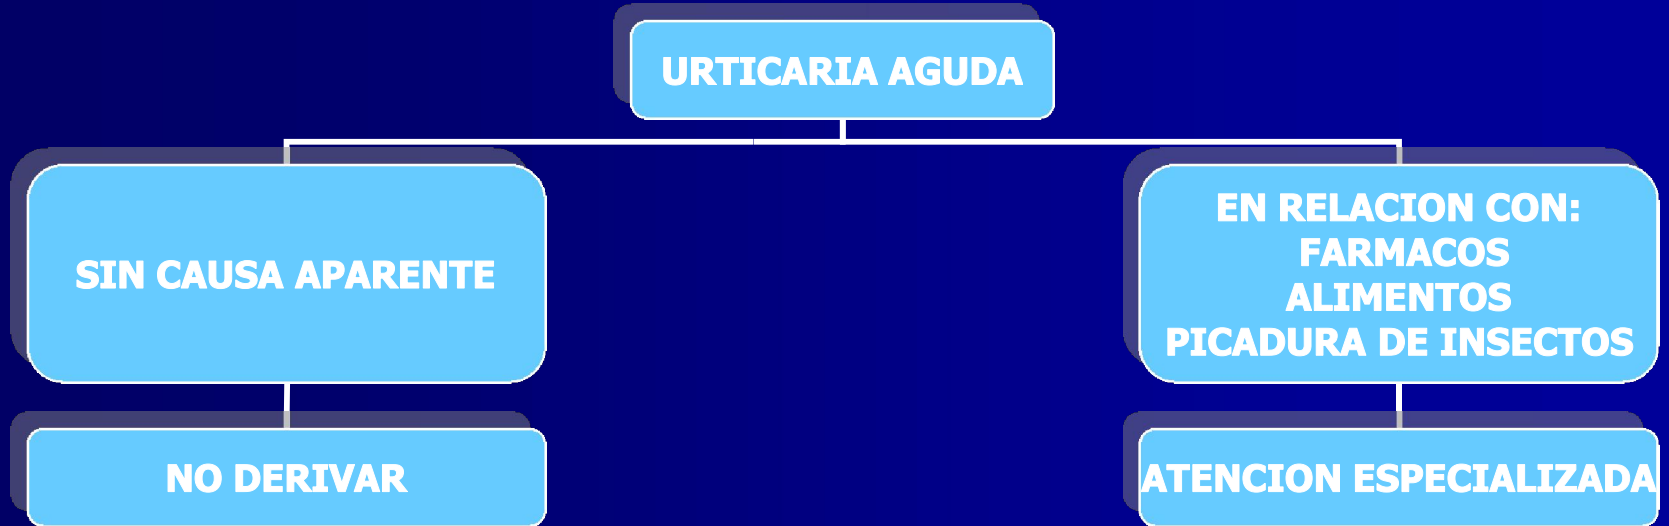 URTICARIA AGUDA
SIN CAUSA APARENTE
EN RELACION CON:
FARMACOS
ALIMENTOS
PICADURA DE INSECTOS
NO DERIVAR
ATENCION ESPECIALIZADA